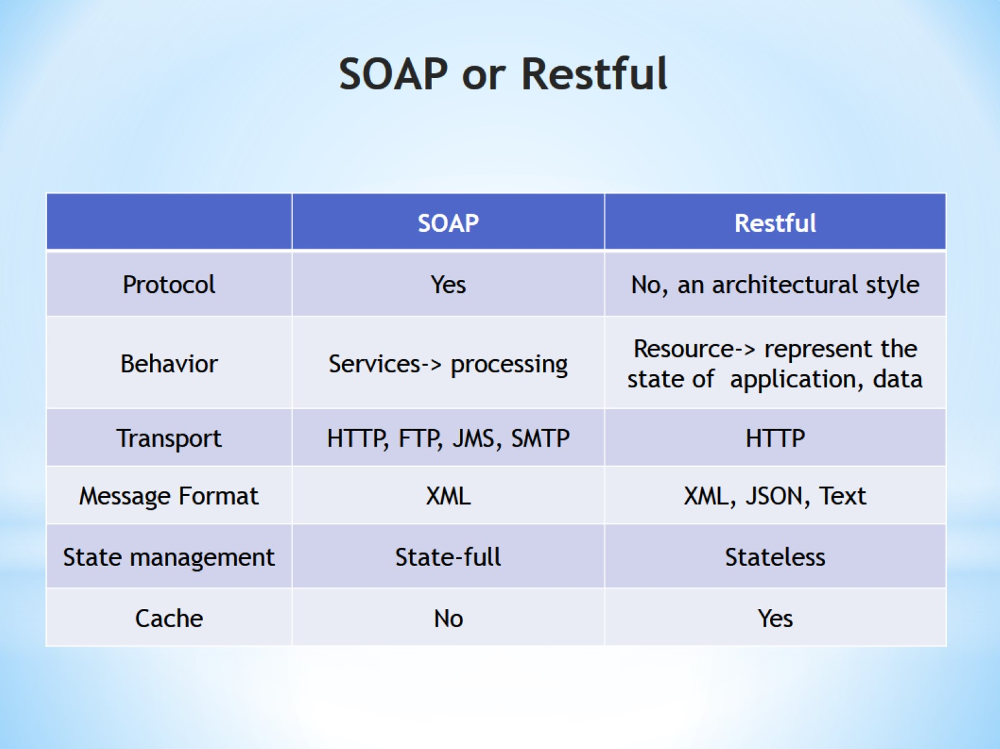 SOAP or Restful
SOAP Restful
Protocol Yes No, an architectural style
Behavior Services-> processing Resource-> represent the
state of  application, data
Transport HTTP, FTP, JMS, SMTP HTTP
Message Format XML XML, JSON, Text
State management State-full Stateless
Cache No Yes